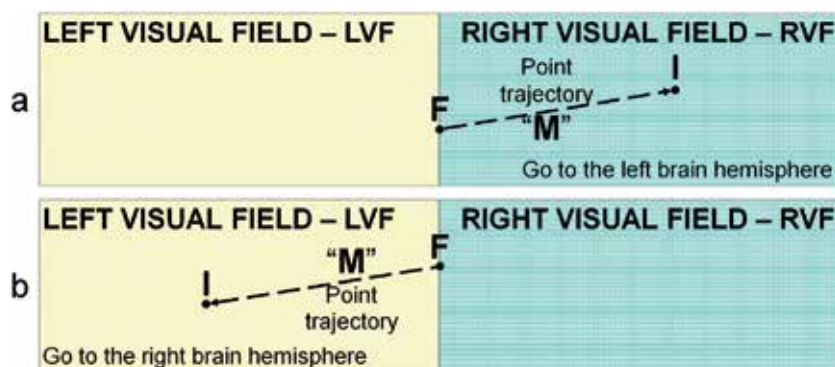 LEFT VISUAL FIELD – LVF
RIGHT VISUAL FIELD – RVF
a
F
Point
trajectory
"M"
I
Go to the left brain hemisphere
LEFT VISUAL FIELD – LVF
RIGHT VISUAL FIELD – RVF
b
I
"M"
Point
trajectory
F
Go to the right brain hemisphere